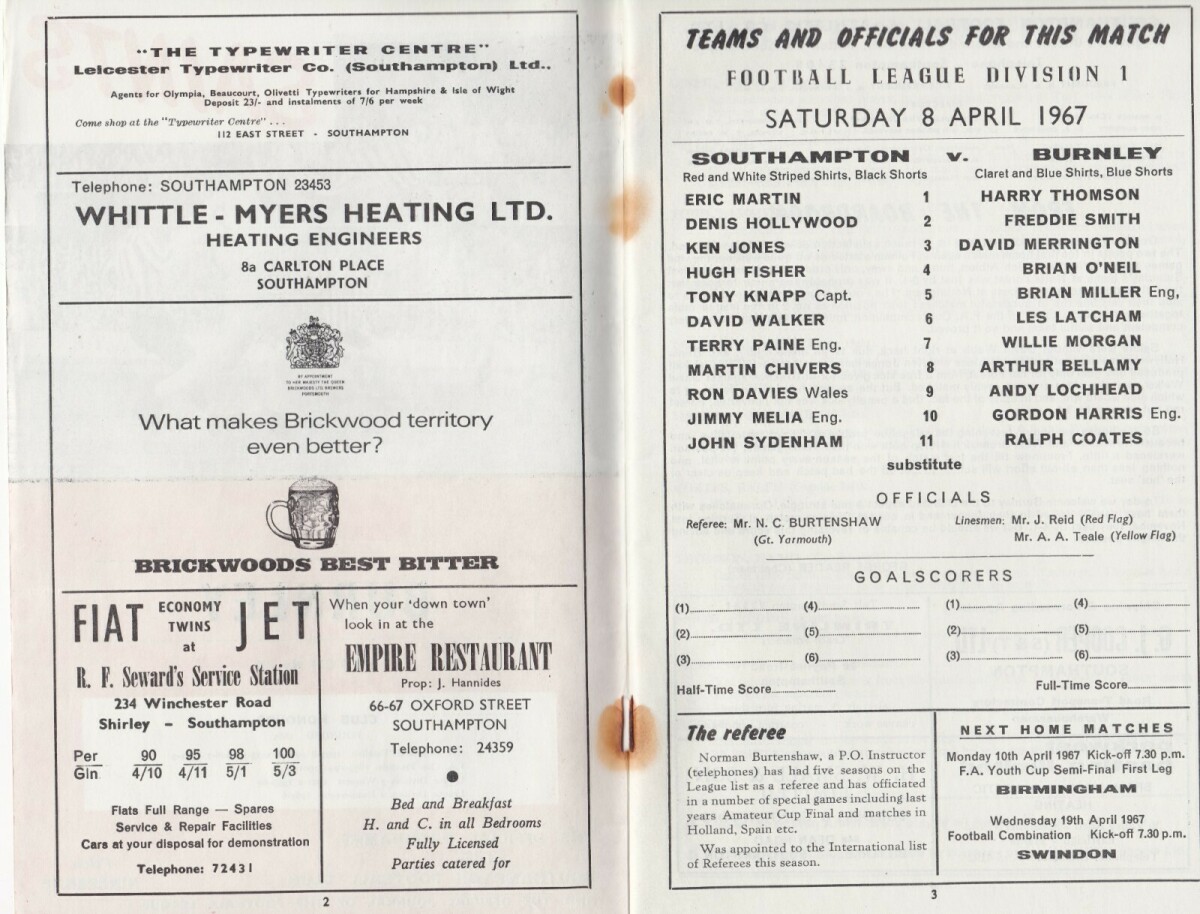 "THE TYPEWRITER CENTRE"
Leicester Typewriter Co. (Southampton) Ltd..
Agents for Olympia, Beaucourt, Olivetti Typewriters for Hampshire & Isle of Wight
Deposit 23/- and instalments of 7/6 per week
Come shop at the "Typewriter Centre" . . .
112 EAST STREET - SOUTHAMPTON
Telephone: SOUTHAMPTON 23453
WHITTLE - MYERS HEATING LTD.
HEATING ENGINEERS
8a CARLTON PLACE
SOUTHAMPTON
BY APPOINTMENT
TO HER MAJESTY THE QUEEN
BRICKWOODS LTD BREWERS
PORTSMOUTH
What makes Brickwood territory
even better?
BRICKWOODS BEST BITTER
FIAT ECONOMY TWINS JET
at
R. F. Seward's Service Station
234 Winchester Road
Shirley – Southampton
Per 90 95 98 100
Gln 4/10 4/11 5/1 5/3
Fiats Full Range — Spares
Service & Repair Facilities
Cars at your disposal for demonstration
Telephone: 72431
When your 'down town'
look in at the
EMPIRE RESTAURANT
Prop: J. Hannides
66-67 OXFORD STREET
SOUTHAMPTON
Telephone: 24359
Bed and Breakfast
H. and C. in all Bedrooms
Fully Licensed
Parties catered for
2
TEAMS AND OFFICIALS FOR THIS MATCH
FOOTBALL LEAGUE DIVISION 1
SATURDAY 8 APRIL 1967
SOUTHAMPTON v. BURNLEY
Red and White Striped Shirts, Black Shorts Claret and Blue Shirts, Blue Shorts
ERIC MARTIN 1 HARRY THOMSON
DENIS HOLLYWOOD 2 FREDDIE SMITH
KEN JONES 3 DAVID MERRINGTON
HUGH FISHER 4 BRIAN O'NEIL
TONY KNAPP Capt. 5 BRIAN MILLER Eng,
DAVID WALKER 6 LES LATCHAM
TERRY PAINE Eng. 7 WILLIE MORGAN
MARTIN CHIVERS 8 ARTHUR BELLAMY
RON DAVIES Wales 9 ANDY LOCHHEAD
JIMMY MELIA Eng. 10 GORDON HARRIS Eng.
JOHN SYDENHAM 11 RALPH COATES
substitute
OFFICIALS
Referee: Mr. N. C. BURTENSHAW Linesmen: Mr. J. Reid (Red Flag)
(Gt. Yarmouth) Mr. A. A. Teale (Yellow Flag)
GOALSCORERS
(1) (4) (1) (4)
(2) (5) (2) (5)
(3) (6) (3) (6)
Half-Time Score Full-Time Score
The referee
Norman Burtenshaw, a P.O. Instructor
(telephones) has had five seasons on the
League list as a referee and has officiated
in a number of special games including last
years Amateur Cup Final and matches in
Holland, Spain etc.
Was appointed to the International list
of Referees this season.
NEXT HOME MATCHES
Monday 10th April 1967 Kick-off 7.30 p.m.
F.A. Youth Cup Semi-Final First Leg
BIRMINGHAM
Wednesday 19th April 1967
Football Combination Kick-off 7.30 p.m.
SWINDON
3